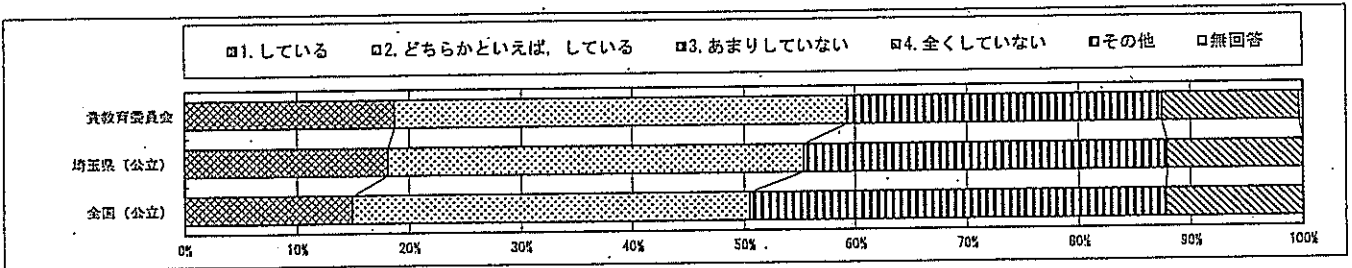 1.している 2.どちらかといえば,している 3.あまりしていない 4.全くしていない その他 無回答
貴教育委員会
埼玉県(公立)
全国(公立)
0% 10% 20% 30% 40% 50% 60% 70% 80% 90% 100%